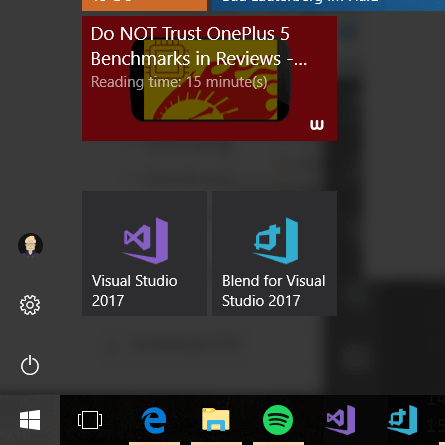 Do NOT Trust OnePlus 5
Benchmarks in Reviews -...
Reading time: 15 minute(s)
w
Visual Studio
2017
Blend for Visual
Studio 2017